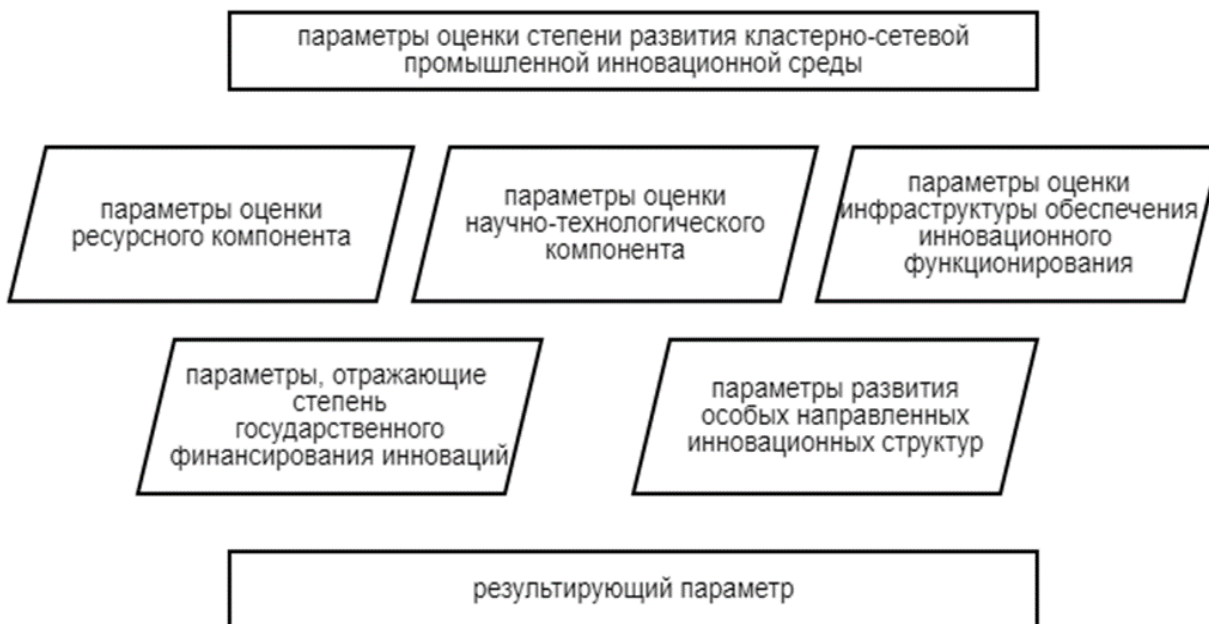 параметры оценки степени развития кластерно-сетевой
промышленной инновационной среды
параметры оценки
ресурсного компонента
параметры оценки
научно-технологического
компонента
параметры оценки
инфраструктуры обеспечения
инновационного
функционирования
параметры, отражающие
степень
государственного
финансирования инноваций
параметры развития
особых направленных
инновационных структур
результирующий параметр